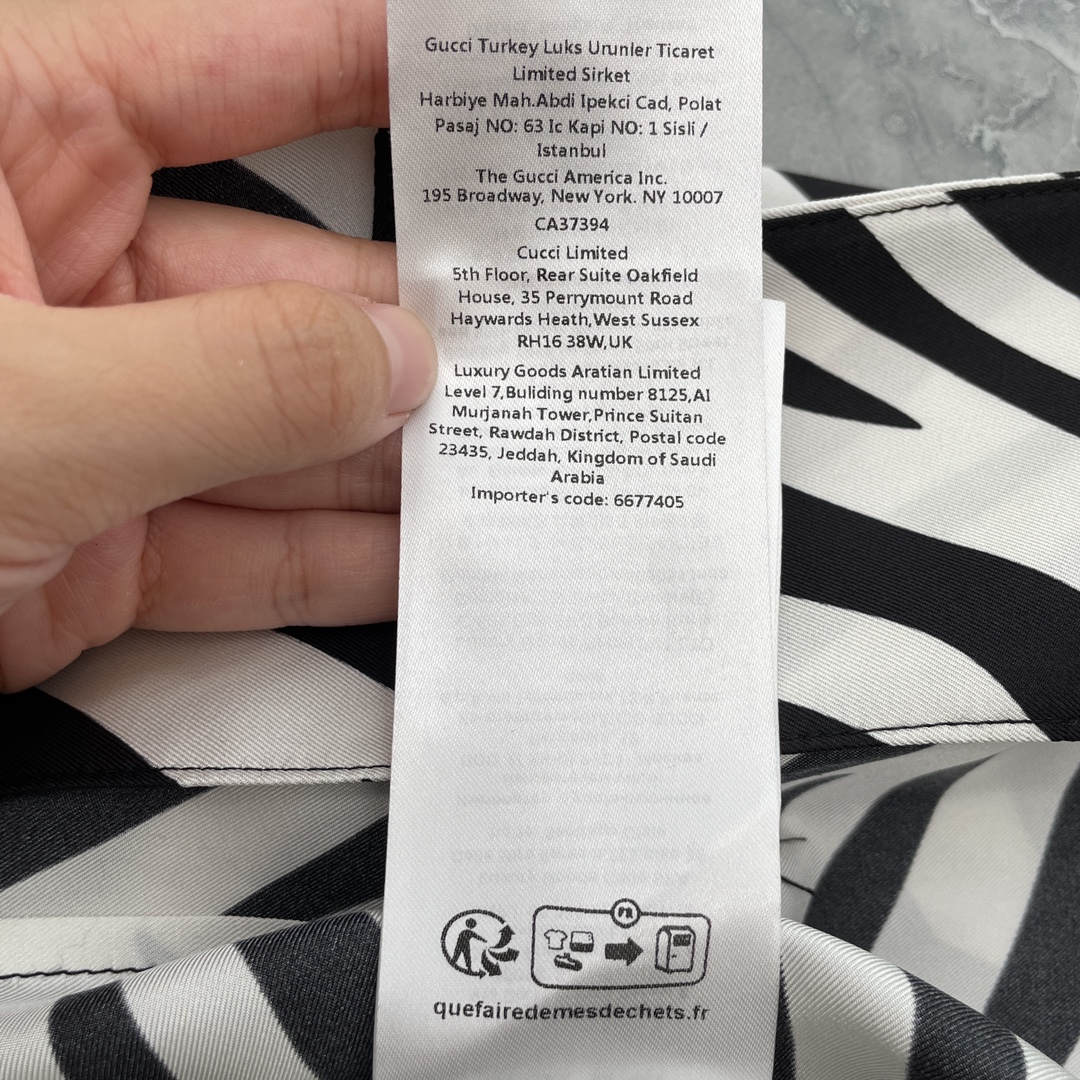 Gucci Turkey Luks Urunler Ticaret
Limited Sirket
Harbiye Mah.Abdi Ipekci Cad, Polat
Pasaj NO: 63 Ic Kapi NO: 1 Sisli /
Istanbul
The Gucci America Inc.
195 Broadway, New York. NY 10007
CA37394
Cucci Limited
5th Floor, Rear Suite Oakfield
House, 35 Perrymount Road
Haywards Heath,West Sussex
RH16 38W,UK
Luxury Goods Aratian Limited
Level 7,Buliding number 8125,AI
Murjanah Tower,Prince Suitan
Street, Rawdah District, Postal code
23435, Jeddah, Kingdom of Saudi
Arabia
Importer's code: 6677405
quefairedemesdechets.fr